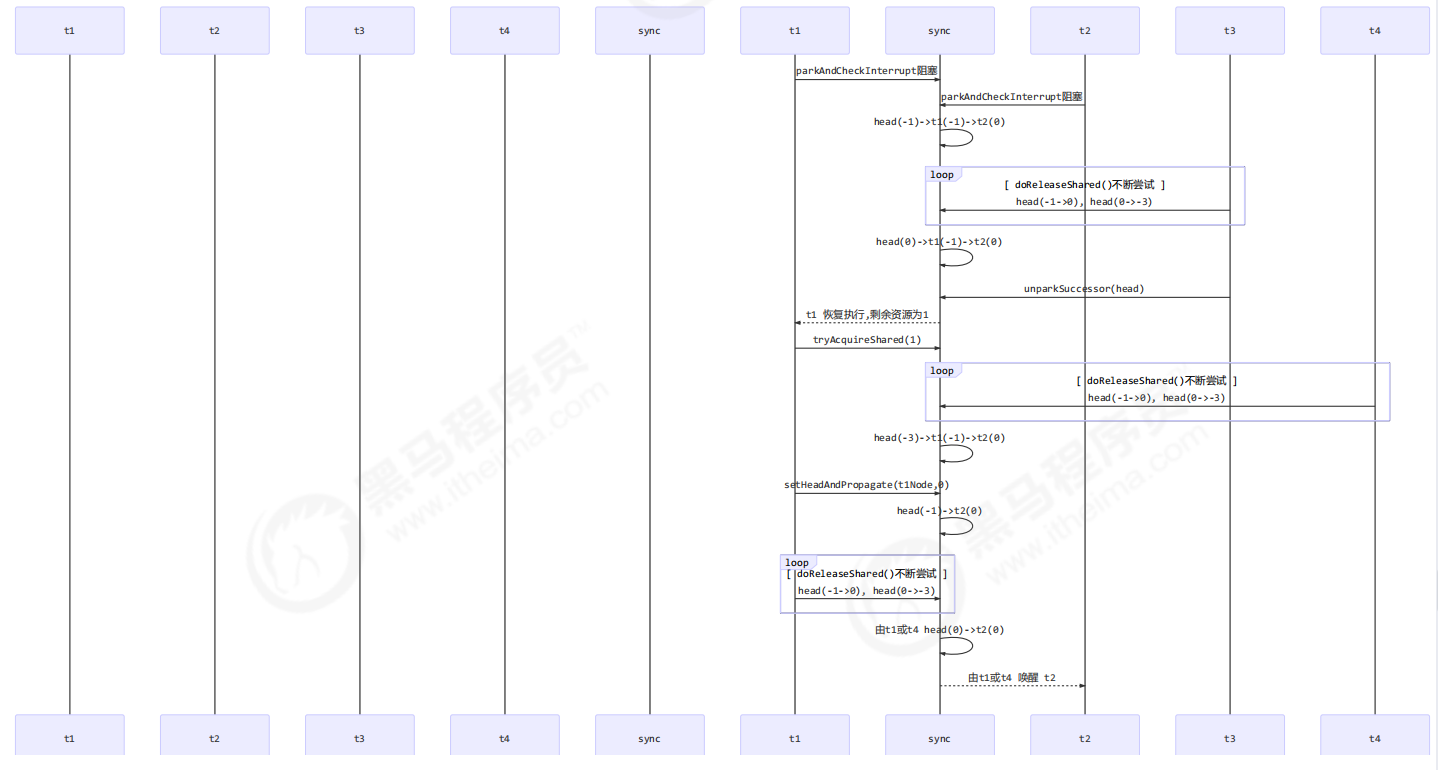 t1 t2 t3 t4 sync t1 sync t2 t3 t4
parkAndCheckInterrupt阻塞
parkAndCheckInterrupt阻塞
head(-1)->t1(-1)->t2(0)
loop
[ doReleaseShared()不断尝试 ]
head(-1->0), head(0->-3)
head(0)->t1(-1)->t2(0)
unparkSuccessor(head)
t1 恢复执行,剩余资源为1
tryAcquireShared(1)
loop
[ doReleaseShared()不断尝试 ]
head(-1->0), head(0->-3)
head(-3)->t1(-1)->t2(0)
setHeadAndPropagate(t1Node,0)
head(-1)->t2(0)
loop
[ doReleaseShared()不断尝试 ]
head(-1->0), head(0->-3)
由t1或t4 head(0)->t2(0)
由t1或t4 唤醒 t2
t1 t2 t3 t4 sync t1 sync t2 t3 t4
黑马程序员™
www.itheima.com
黑马程序员
www.itheima.com